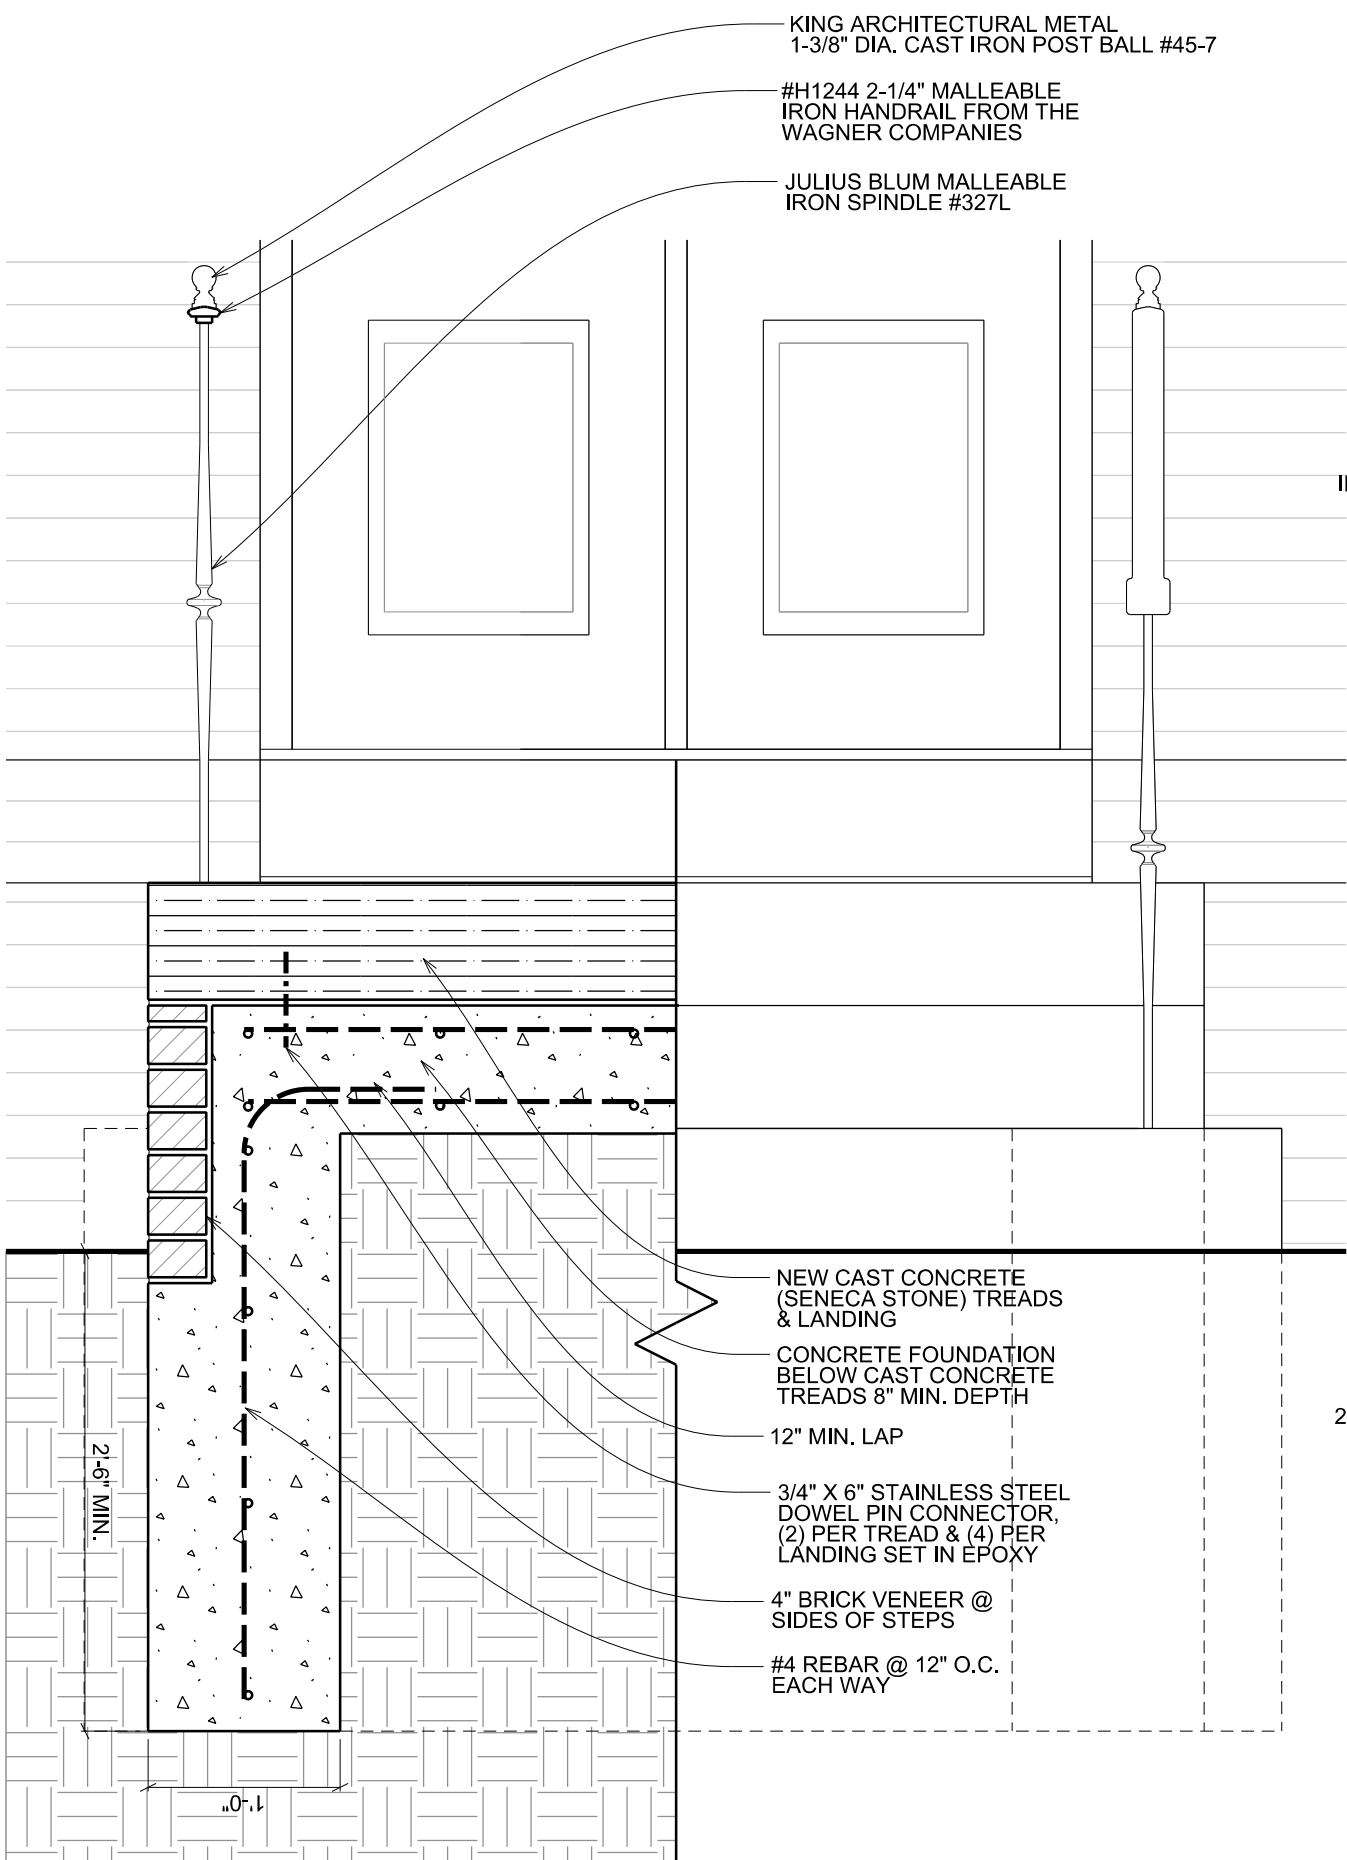 KING ARCHITECTURAL METAL
1-3/8" DIA. CAST IRON POST BALL #45-7
#H1244 2-1/4" MALLEABLE
IRON HANDRAIL FROM THE
WAGNER COMPANIES
JULIUS BLUM MALLEABLE
IRON SPINDLE #327L
NEW CAST CONCRETE
(SENECA STONE) TREADS
& LANDING
CONCRETE FOUNDATION
BELOW CAST CONCRETE
TREADS 8" MIN. DEPTH
12" MIN. LAP
3/4" X 6" STAINLESS STEEL
DOWEL PIN CONNECTOR,
(2) PER TREAD & (4) PER
LANDING SET IN EPOXY
4" BRICK VENEER @
SIDES OF STEPS
#4 REBAR @ 12" O.C.
EACH WAY
2'-6" MIN.
1'-0"
2